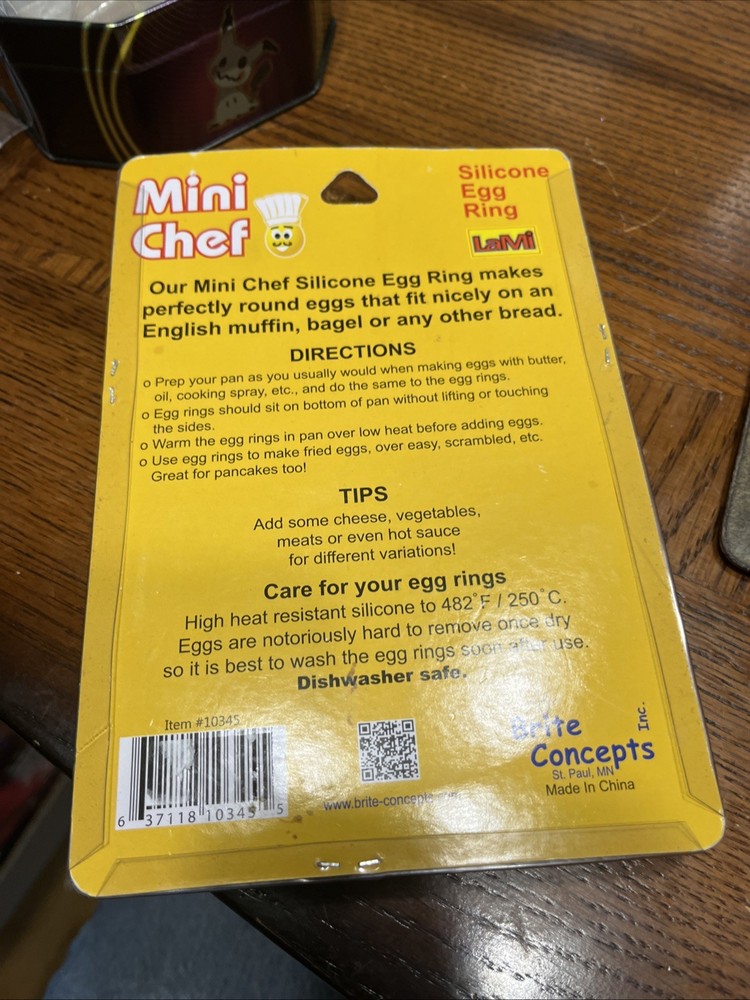 Mini
Chef
Silicone
Egg
Ring
LaMi
Our Mini Chef Silicone Egg Ring makes
perfectly round eggs that fit nicely on an
English muffin, bagel or any other bread.
DIRECTIONS
o Prep your pan as you usually would when making eggs with butter,
oil, cooking spray, etc., and do the same to the egg rings.
o Egg rings should sit on bottom of pan without lifting or touching
the sides.
o Warm the egg rings in pan over low heat before adding eggs.
o Use egg rings to make fried eggs, over easy, scrambled, etc.
Great for pancakes too!
TIPS
Add some cheese, vegetables,
meats or even hot sauce
for different variations!
Care for your egg rings
High heat resistant silicone to 482°F / 250°C.
Eggs are notoriously hard to remove once dry
so it is best to wash the egg rings soon after use.
Dishwasher safe.
Item #10345
6 37118 10345 5
www.brite-concepts.com
Brite
Concepts
Inc.
St. Paul, MN
Made In China